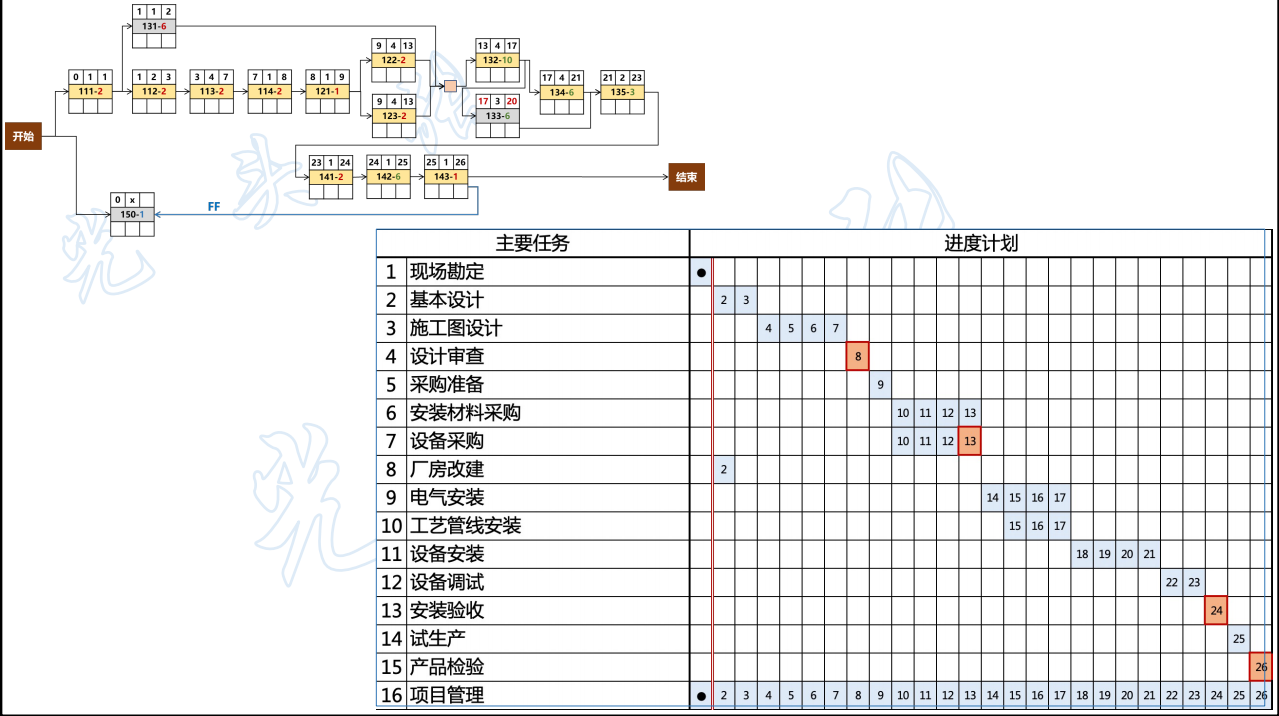 1 1 2
131-6
9 4 13
122-2
13 4 17
132-10
0 1 1
111-2
1 2 3
112-2
3 4 7
113-2
7 1 8
114-2
8 1 9
121-1
17 4 21
134-6
21 2 23
135-3
9 4 13
123-2
17 3 20
133-6
开始
23 1 24
141-2
24 1 25
142-6
25 1 26
143-1
结束
0 x
150-1
FF
主要任务 进度计划
1 现场勘定 ●
2 基本设计 2 3
3 施工图设计 4 5 6 7
4 设计审查 8
5 采购准备 9
6 安装材料采购 10 11 12 13
7 设备采购 10 11 12 13
8 厂房改建 2
9 电气安装 14 15 16 17
10 工艺管线安装 15 16 17
11 设备安装 18 19 20 21
12 设备调试 22 23
13 安装验收 24
14 试生产 25
15 产品检验 26
16 项目管理 ● 2 3 4 5 6 7 8 9 10 11 12 13 14 15 16 17 18 19 20 21 22 23 24 25 26